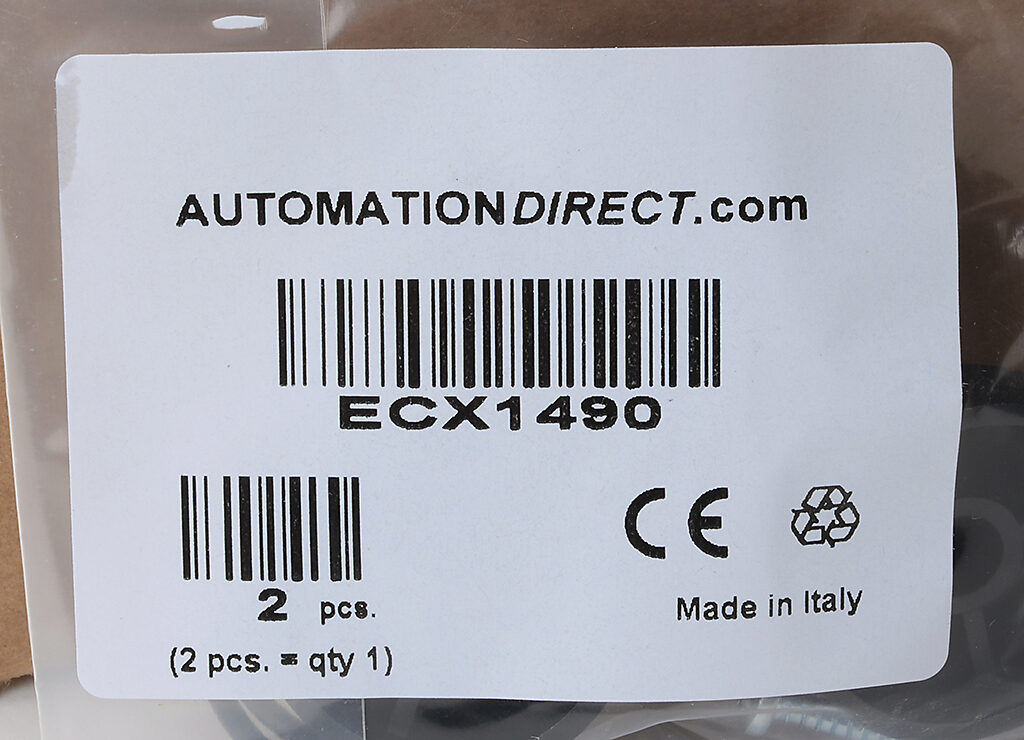 AUTOMATIONDIRECT.com
ECX1490
2 pcs.
CE
Made in Italy
(2 pcs. = qty 1)